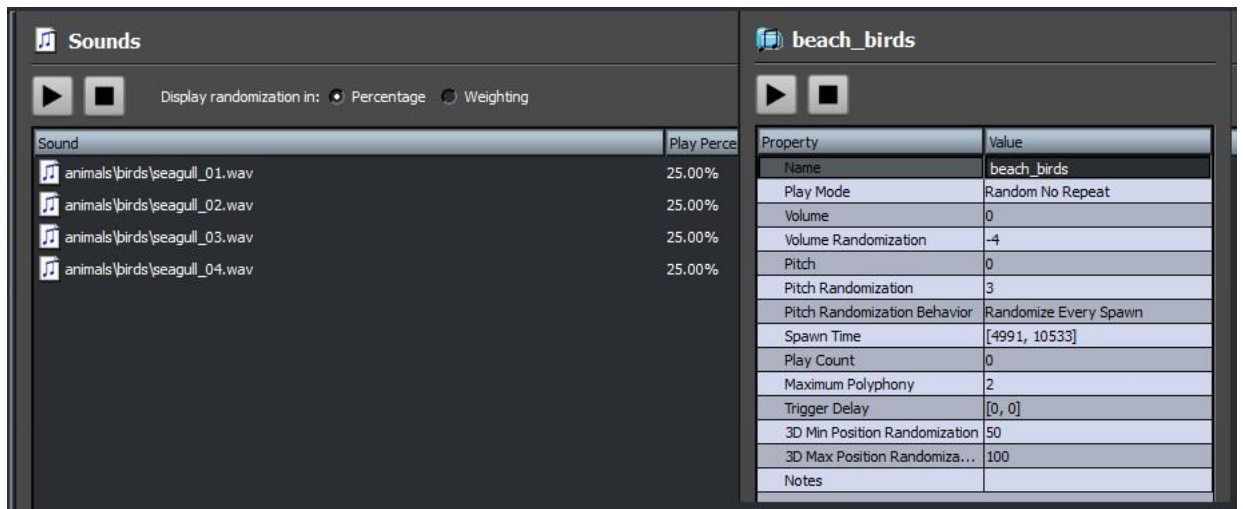 Sounds
Display randomization in: Percentage Weighting
Sound Play Perce
animals\birds\seagull_01.wav 25.00%
animals\birds\seagull_02.wav 25.00%
animals\birds\seagull_03.wav 25.00%
animals\birds\seagull_04.wav 25.00%
beach_birds
Property Value
Name beach_birds
Play Mode Random No Repeat
Volume 0
Volume Randomization -4
Pitch 0
Pitch Randomization 3
Pitch Randomization Behavior Randomize Every Spawn
Spawn Time [4991, 10533]
Play Count 0
Maximum Polyphony 2
Trigger Delay [0, 0]
3D Min Position Randomization 50
3D Max Position Randomiza... 100
Notes